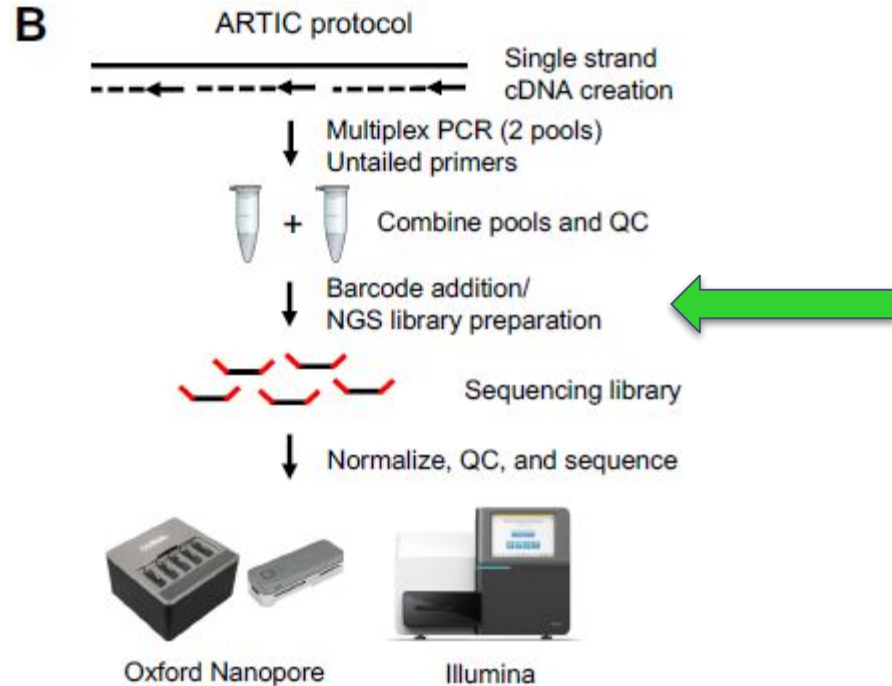 B
ARTIC protocol
Single strand
cDNA creation
Multiplex PCR (2 pools)
Untailed primers
+
Combine pools and QC
Barcode addition/
NGS library preparation
Sequencing library
Normalize, QC, and sequence
Oxford Nanopore
Illumina